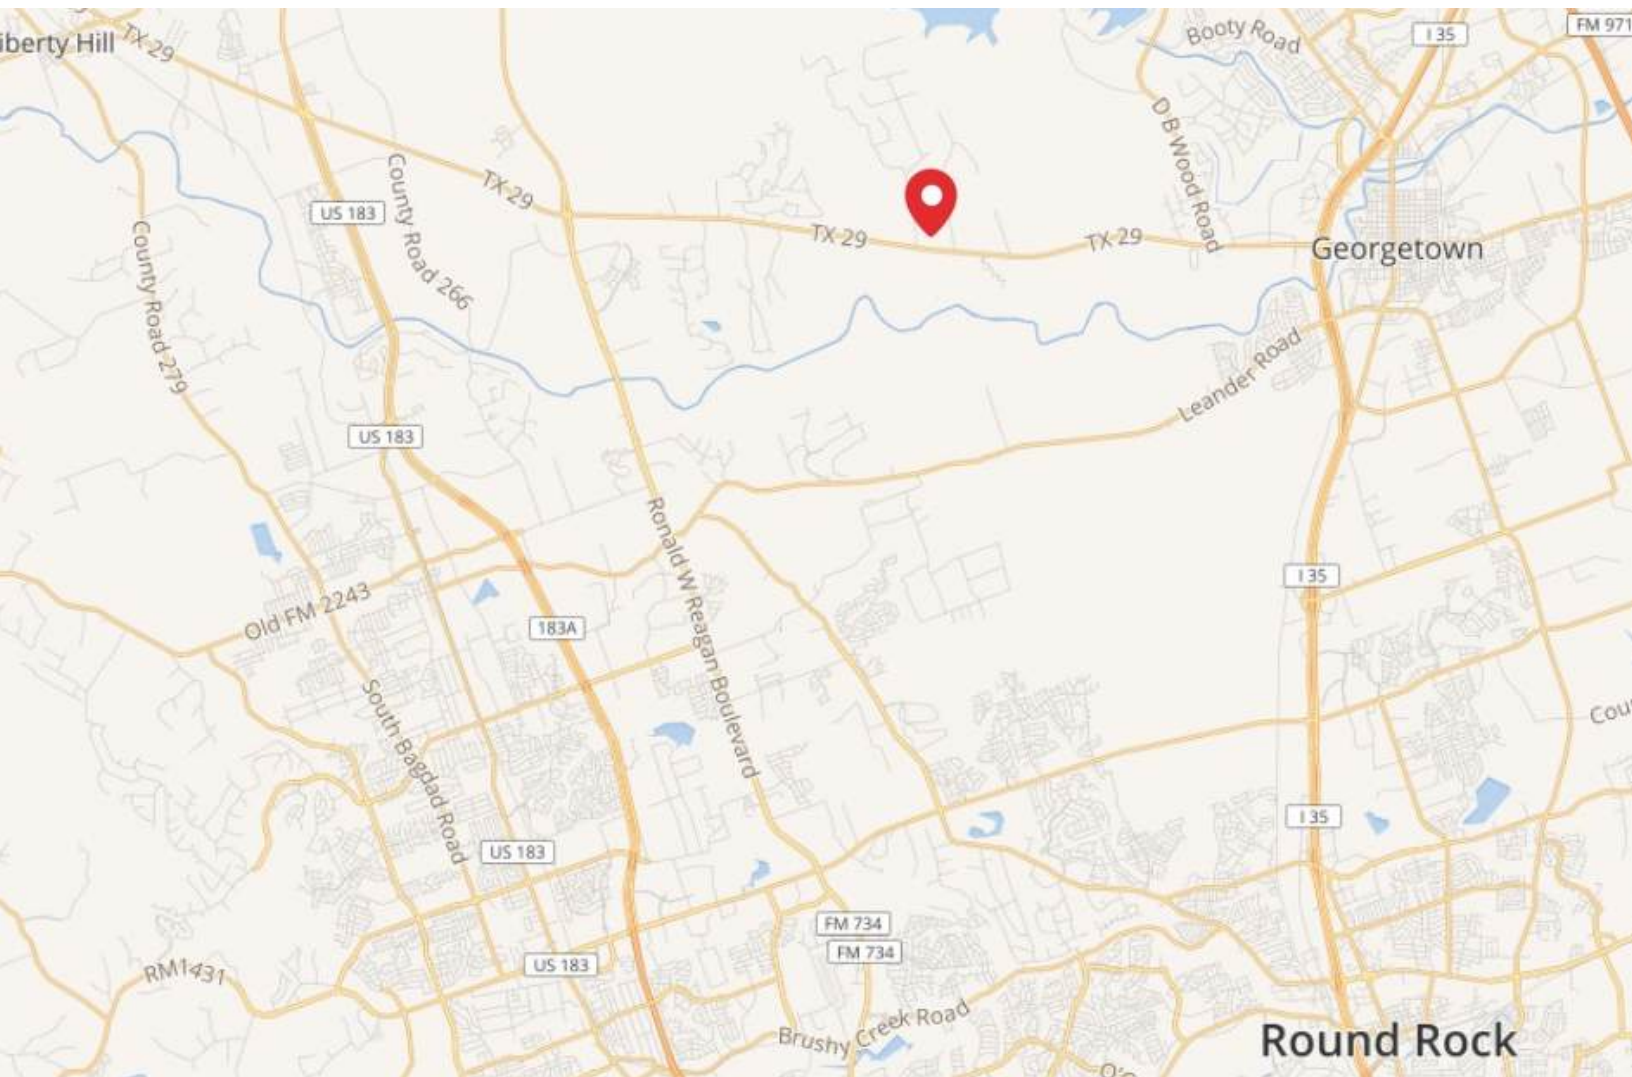 iberty Hill
TX 29
Booty Road
I 35
FM 971
D B Wood Road
County Road 266
TX 29
US 183
County Road 279
TX 29
TX 29
Georgetown
Leander Road
US 183
Ronald W Reagan Boulevard
I 35
Old FM 2243
183A
South Bagdad Road
Cou
I 35
US 183
FM 734
FM 734
US 183
RM1431
Brushy Creek Road
Round Rock